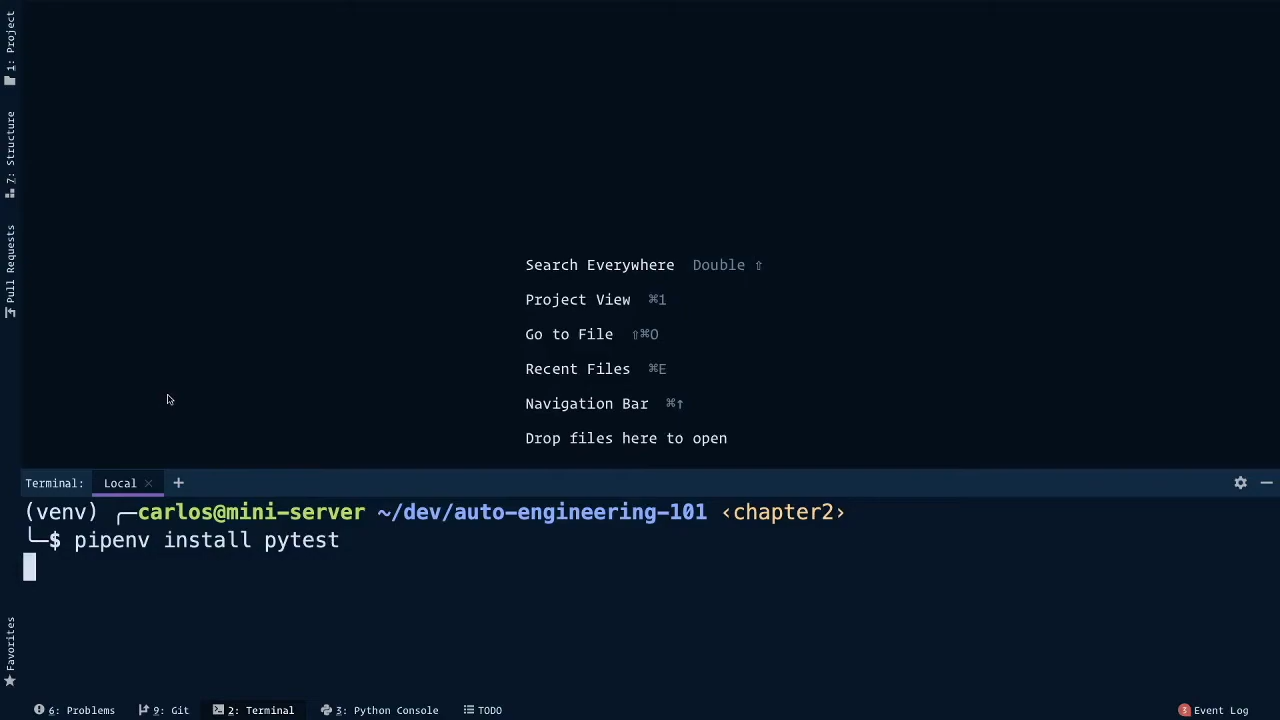 1: Project
7: Structure
Pull Requests
Favorites
Search Everywhere Double ⇧
Project View ⌘1
Go to File ⇧⌘O
Recent Files ⌘E
Navigation Bar ⌘↑
Drop files here to open
Terminal: Local × +
(venv) ╭─carlos@mini-server ~/dev/auto-engineering-101 ‹chapter2›
╰─$ pipenv install pytest
6: Problems 9: Git 2: Terminal 3: Python Console TODO 3 Event Log